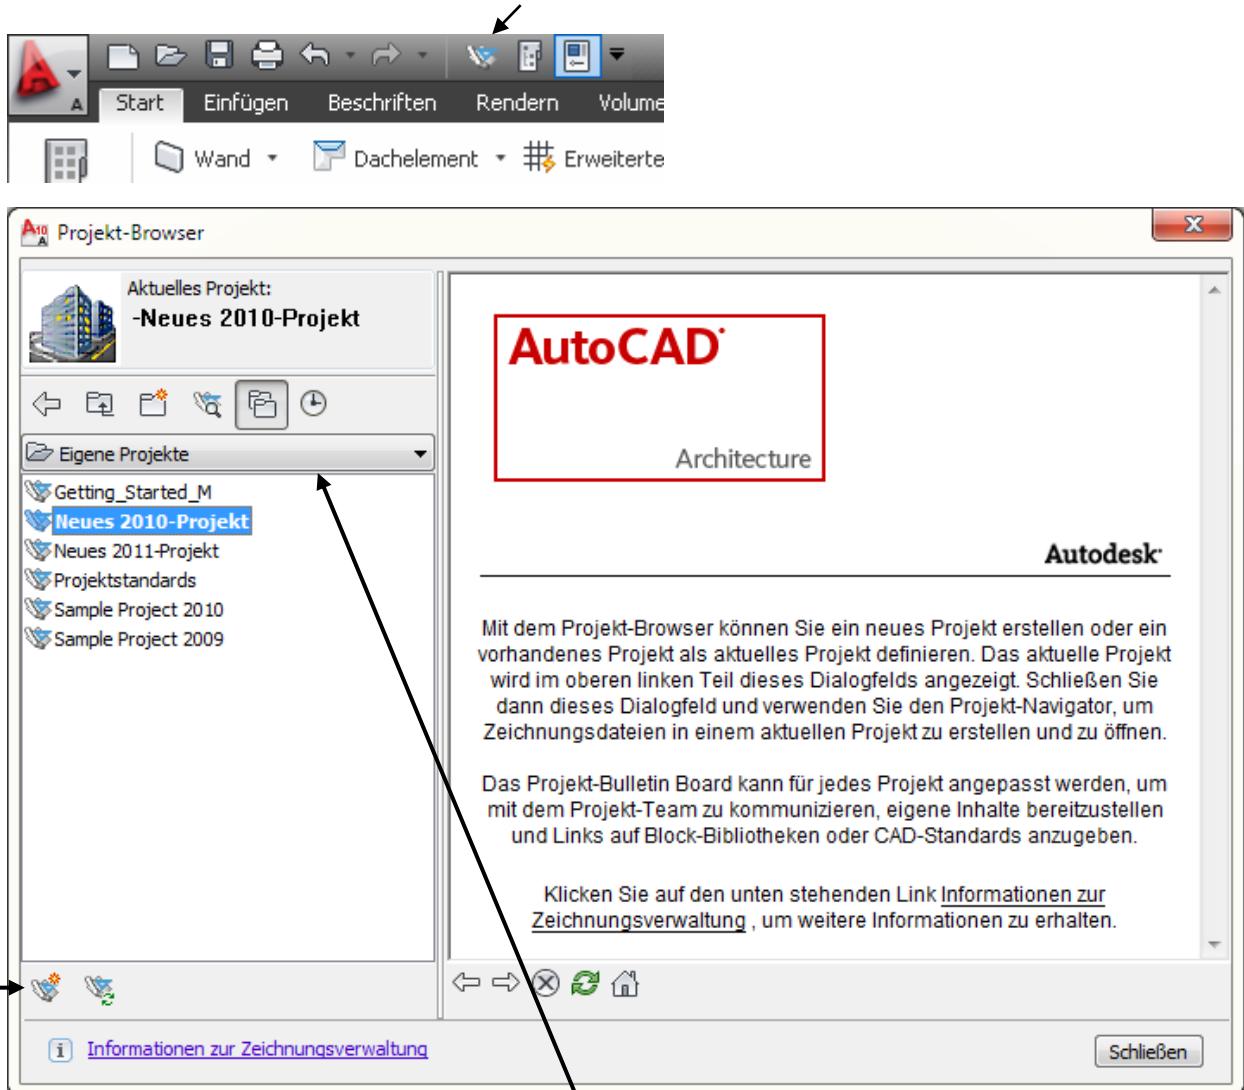 A
Start Einfügen Beschriften Rendern Volume
Wand Dachelement Erweiterte
A10 A Projekt-Browser
Aktuelles Projekt:
-Neues 2010-Projekt
Eigene Projekte
Getting_Started_M
Neues 2010-Projekt
Neues 2011-Projekt
Projektstandards
Sample Project 2010
Sample Project 2009
AutoCAD
Architecture
Autodesk
Mit dem Projekt-Browser können Sie ein neues Projekt erstellen oder ein
vorhandenes Projekt als aktuelles Projekt definieren. Das aktuelle Projekt
wird im oberen linken Teil dieses Dialogfelds angezeigt. Schließen Sie
dann dieses Dialogfeld und verwenden Sie den Projekt-Navigator, um
Zeichnungsdateien in einem aktuellen Projekt zu erstellen und zu öffnen.
Das Projekt-Bulletin Board kann für jedes Projekt angepasst werden, um
mit dem Projekt-Team zu kommunizieren, eigene Inhalte bereitzustellen
und Links auf Block-Bibliotheken oder CAD-Standards anzugeben.
Klicken Sie auf den unten stehenden Link Informationen zur
Zeichnungsverwaltung , um weitere Informationen zu erhalten.
Informationen zur Zeichnungsverwaltung
Schließen